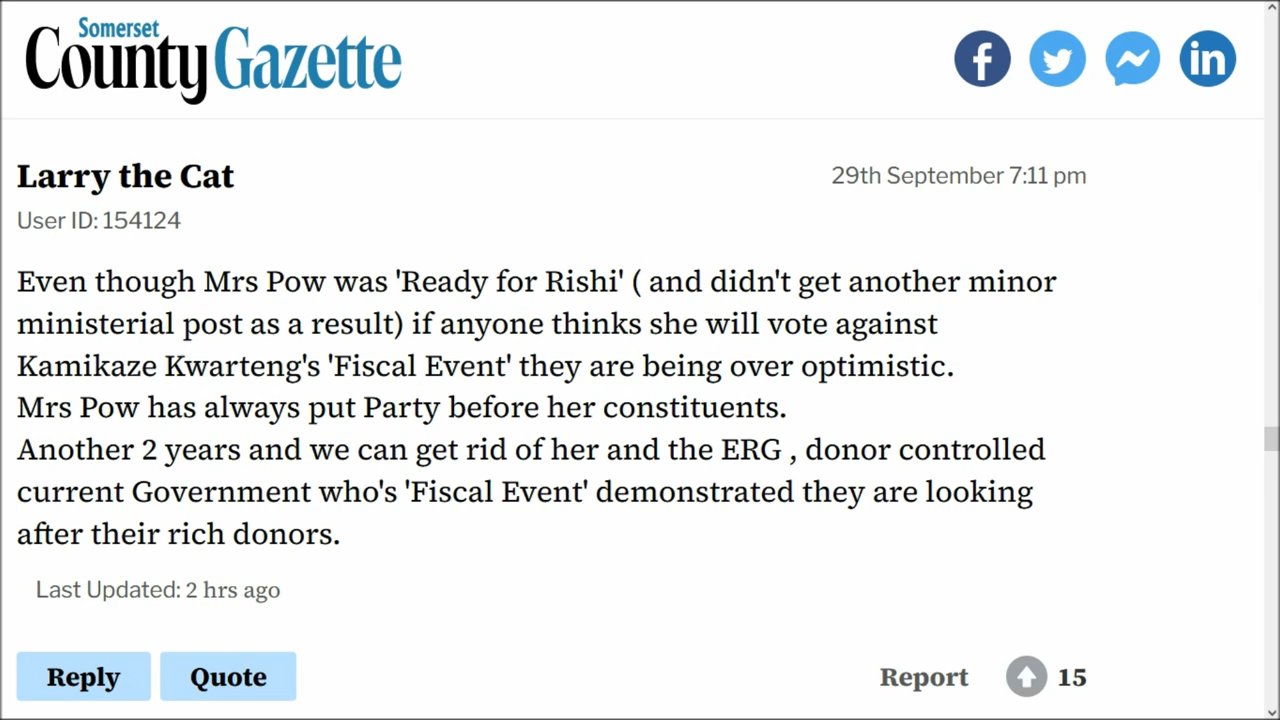 Somerset
County Gazette
Larry the Cat
29th September 7:11 pm
User ID: 154124
Even though Mrs Pow was 'Ready for Rishi' ( and didn't get another minor
ministerial post as a result) if anyone thinks she will vote against
Kamikaze Kwarteng's 'Fiscal Event' they are being over optimistic.
Mrs Pow has always put Party before her constituents.
Another 2 years and we can get rid of her and the ERG , donor controlled
current Government who's 'Fiscal Event' demonstrated they are looking
after their rich donors.
Last Updated: 2 hrs ago
Reply Quote Report 15